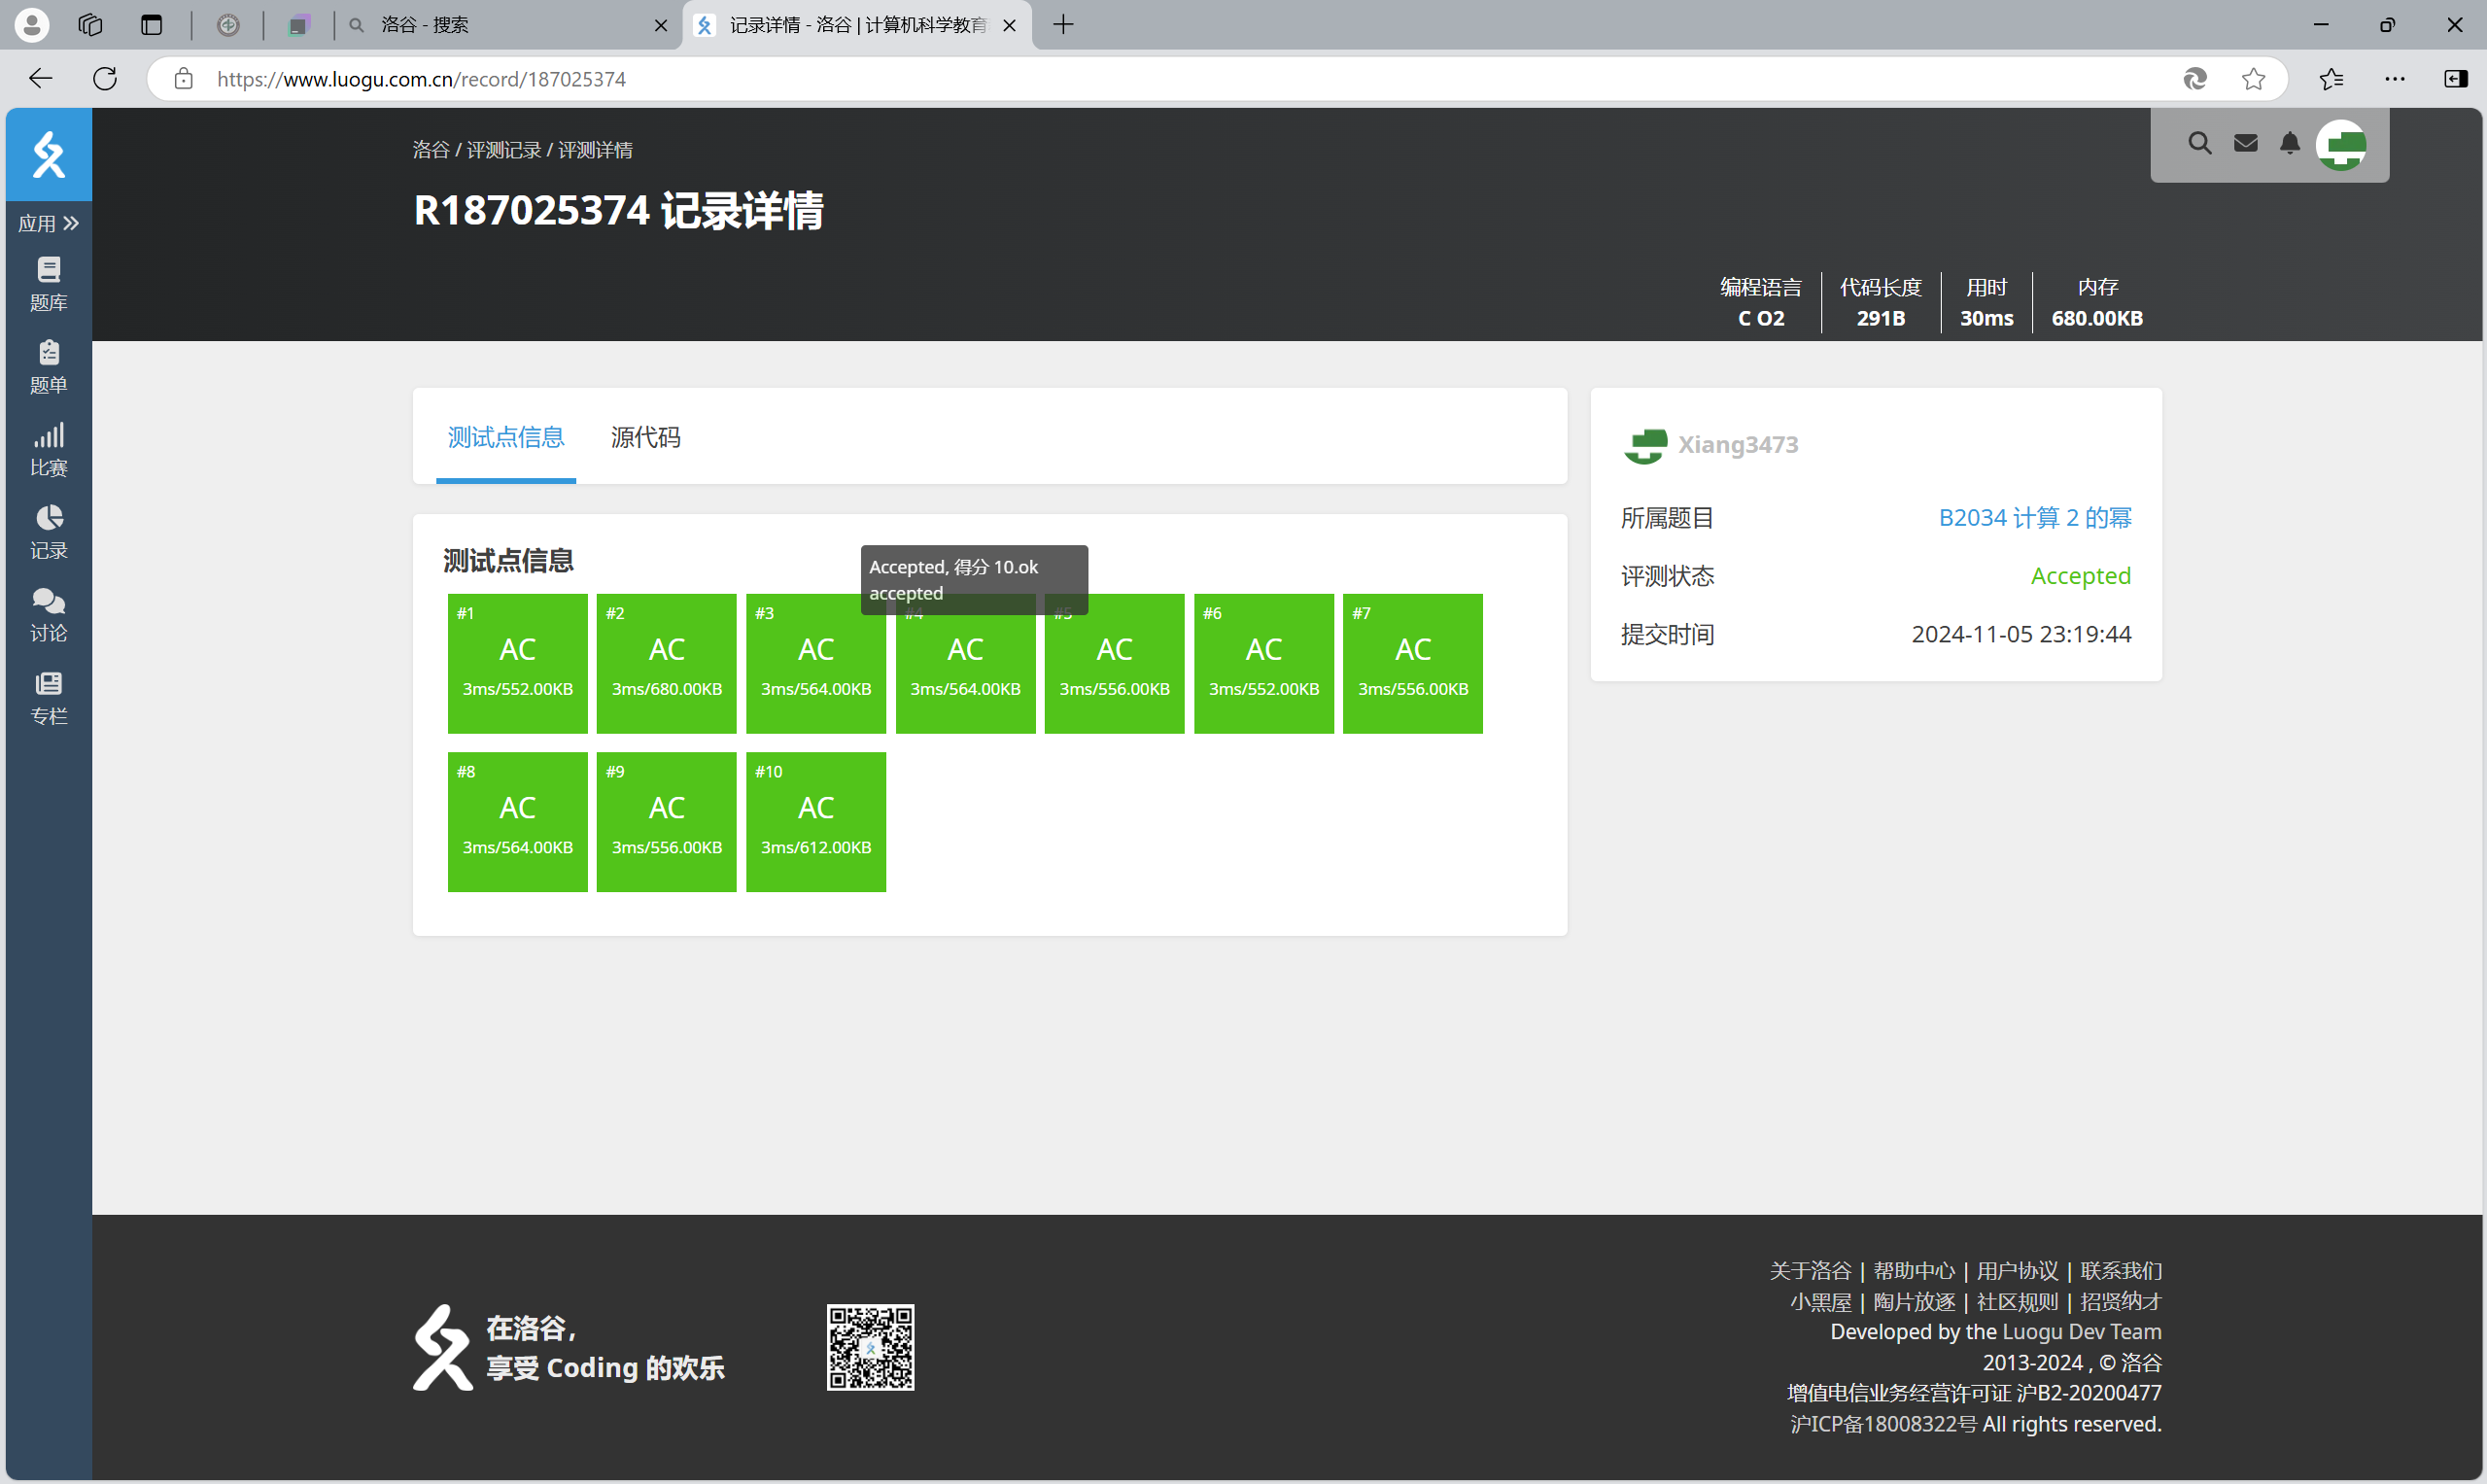 洛谷 - 搜索
记录详情 - 洛谷 | 计算机科学教育
https://www.luogu.com.cn/record/187025374
洛谷 / 评测记录 / 评测详情
R187025374 记录详情
应用
题库
题单
比赛
记录
讨论
专栏
编程语言 代码长度 用时 内存
C O2 291B 30ms 680.00KB
测试点信息 源代码
测试点信息
Accepted, 得分 10.ok
accepted
#1 #2 #3 #4 #5 #6 #7
AC AC AC AC AC AC AC
3ms/552.00KB 3ms/680.00KB 3ms/564.00KB 3ms/564.00KB 3ms/556.00KB 3ms/552.00KB 3ms/556.00KB
#8 #9 #10
AC AC AC
3ms/564.00KB 3ms/556.00KB 3ms/612.00KB
Xiang3473
所属题目 B2034 计算 2 的幂
评测状态 Accepted
提交时间 2024-11-05 23:19:44
在洛谷，
享受 Coding 的欢乐
关于洛谷 | 帮助中心 | 用户协议 | 联系我们
小黑屋 | 陶片放逐 | 社区规则 | 招贤纳才
Developed by the Luogu Dev Team
2013-2024 , © 洛谷
增值电信业务经营许可证 沪B2-20200477
沪ICP备18008322号 All rights reserved.